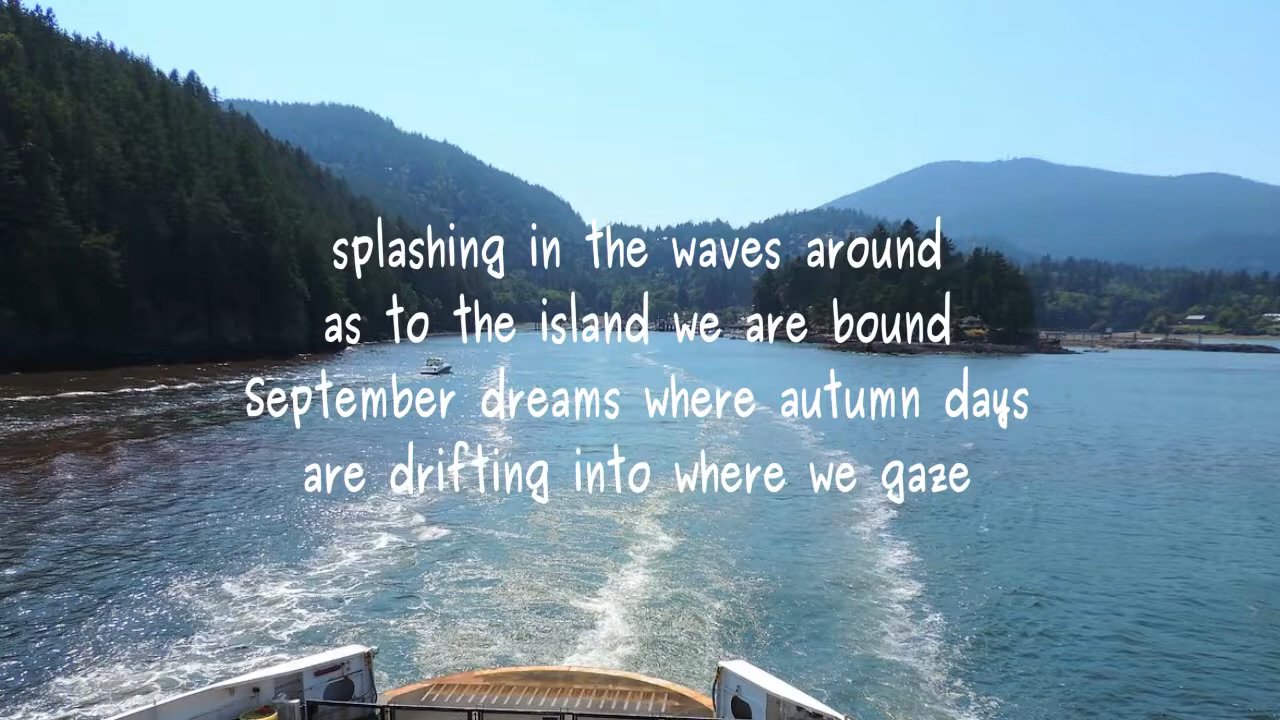 splashing in the waves around
as to the island we are bound
September dreams where autumn days
are drifting into where we gaze